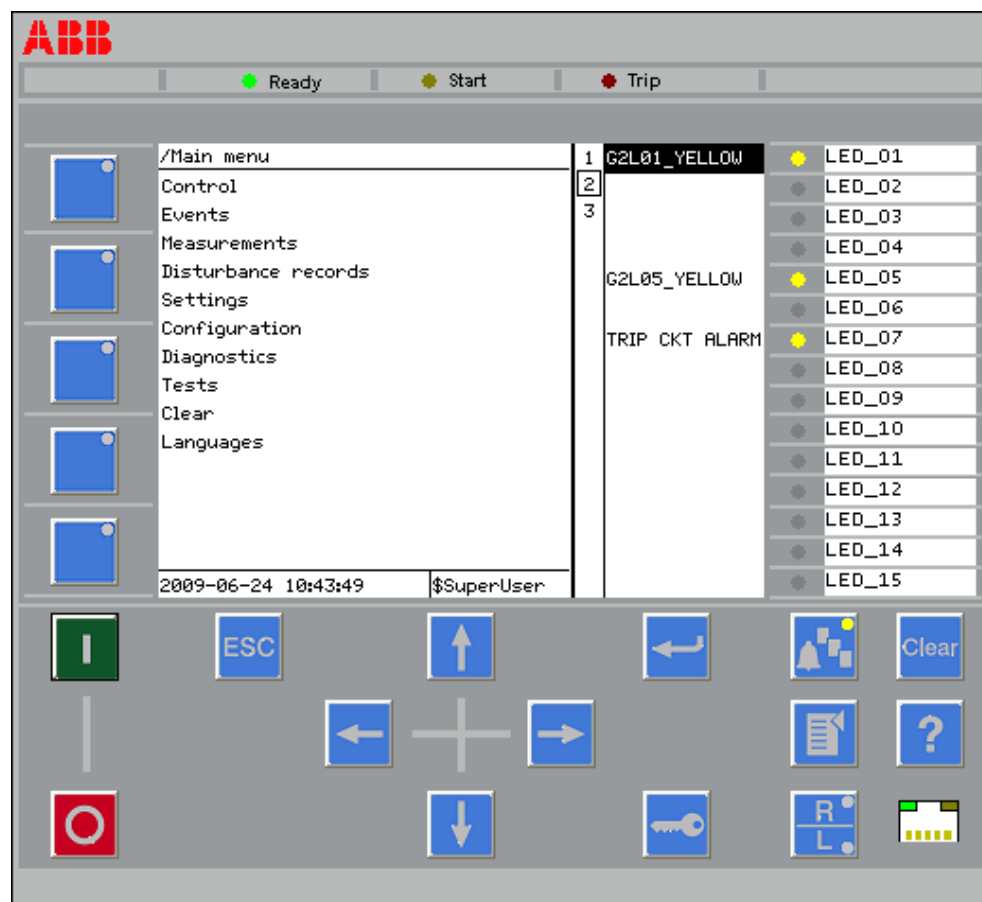 ABB
Ready Start Trip
/Main menu
Control
Events
Measurements
Disturbance records
Settings
Configuration
Diagnostics
Tests
Clear
Languages
2009-06-24 10:43:49 $SuperUser
1 G2L01_YELLOW
2
3
G2L05_YELLOW
TRIP CKT ALARM
LED_01
LED_02
LED_03
LED_04
LED_05
LED_06
LED_07
LED_08
LED_09
LED_10
LED_11
LED_12
LED_13
LED_14
LED_15
I ESC Clear
?
O R
L